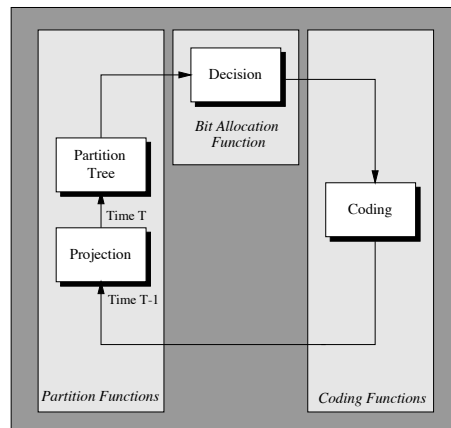 Decision
Bit Allocation
Function
Partition
Tree
Time T
Projection
Time T-1
Coding
Partition Functions
Coding Functions